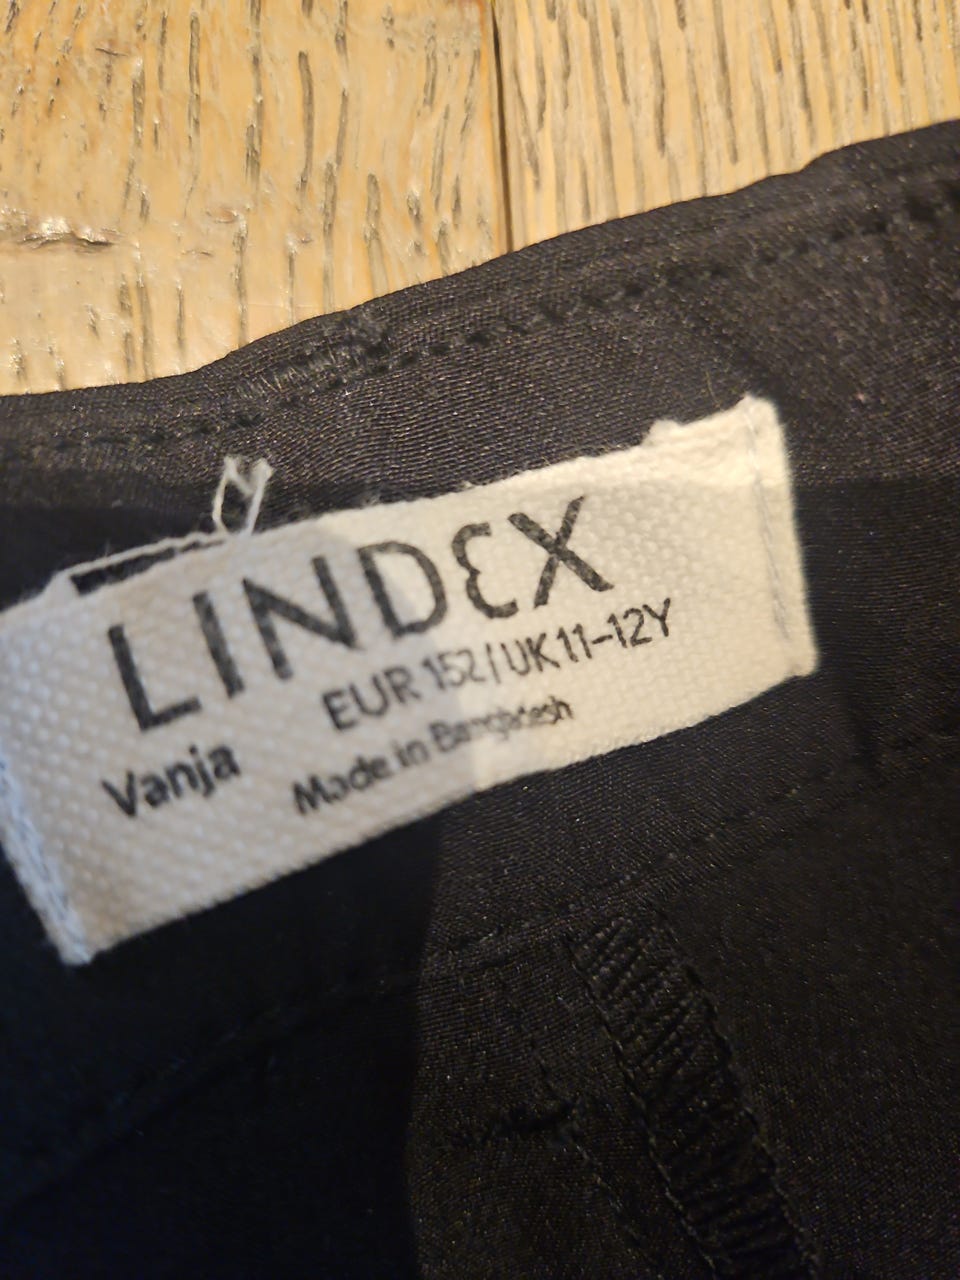 LINDEX
EUR 152/UK 11-12Y
Vanja
Made in Bangladesh